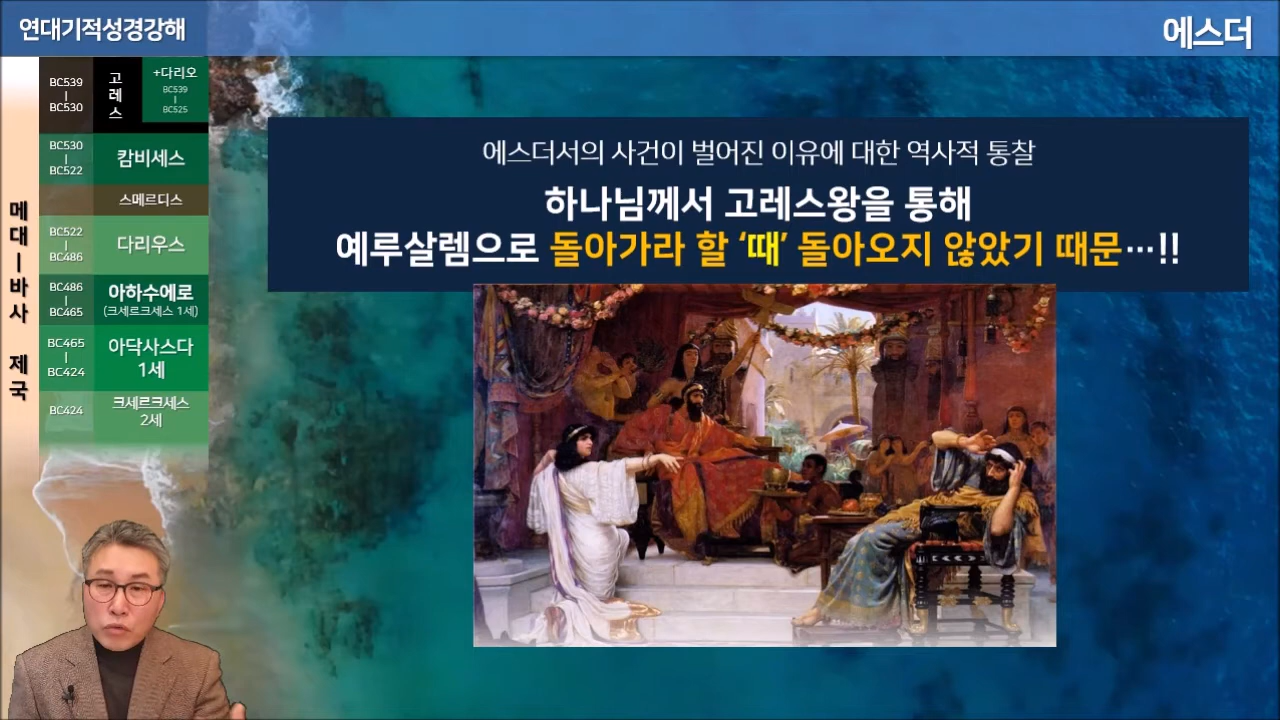 연대기적성경강해
에스더
메대-바사 제국
BC539
|
BC530
고레스
+다리오
BC539
|
BC525
BC530
|
BC522
캄비세스
스메르디스
BC522
|
BC486
다리우스
BC486
|
BC465
아하수에로
(크세르크세스 1세)
BC465
|
BC424
아닥사스다
1세
BC424
크세르크세스
2세
에스더서의 사건이 벌어진 이유에 대한 역사적 통찰
하나님께서 고레스왕을 통해
예루살렘으로 돌아가라 할 ‘때’ 돌아오지 않았기 때문…!!